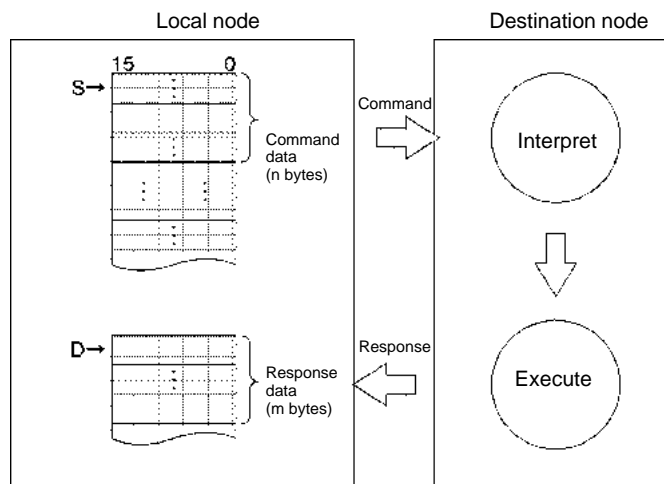 Local node
Destination node
15 0
S→
Command
data
(n bytes)
Command
Interpret
D→
Response
data
(m bytes)
Response
Execute